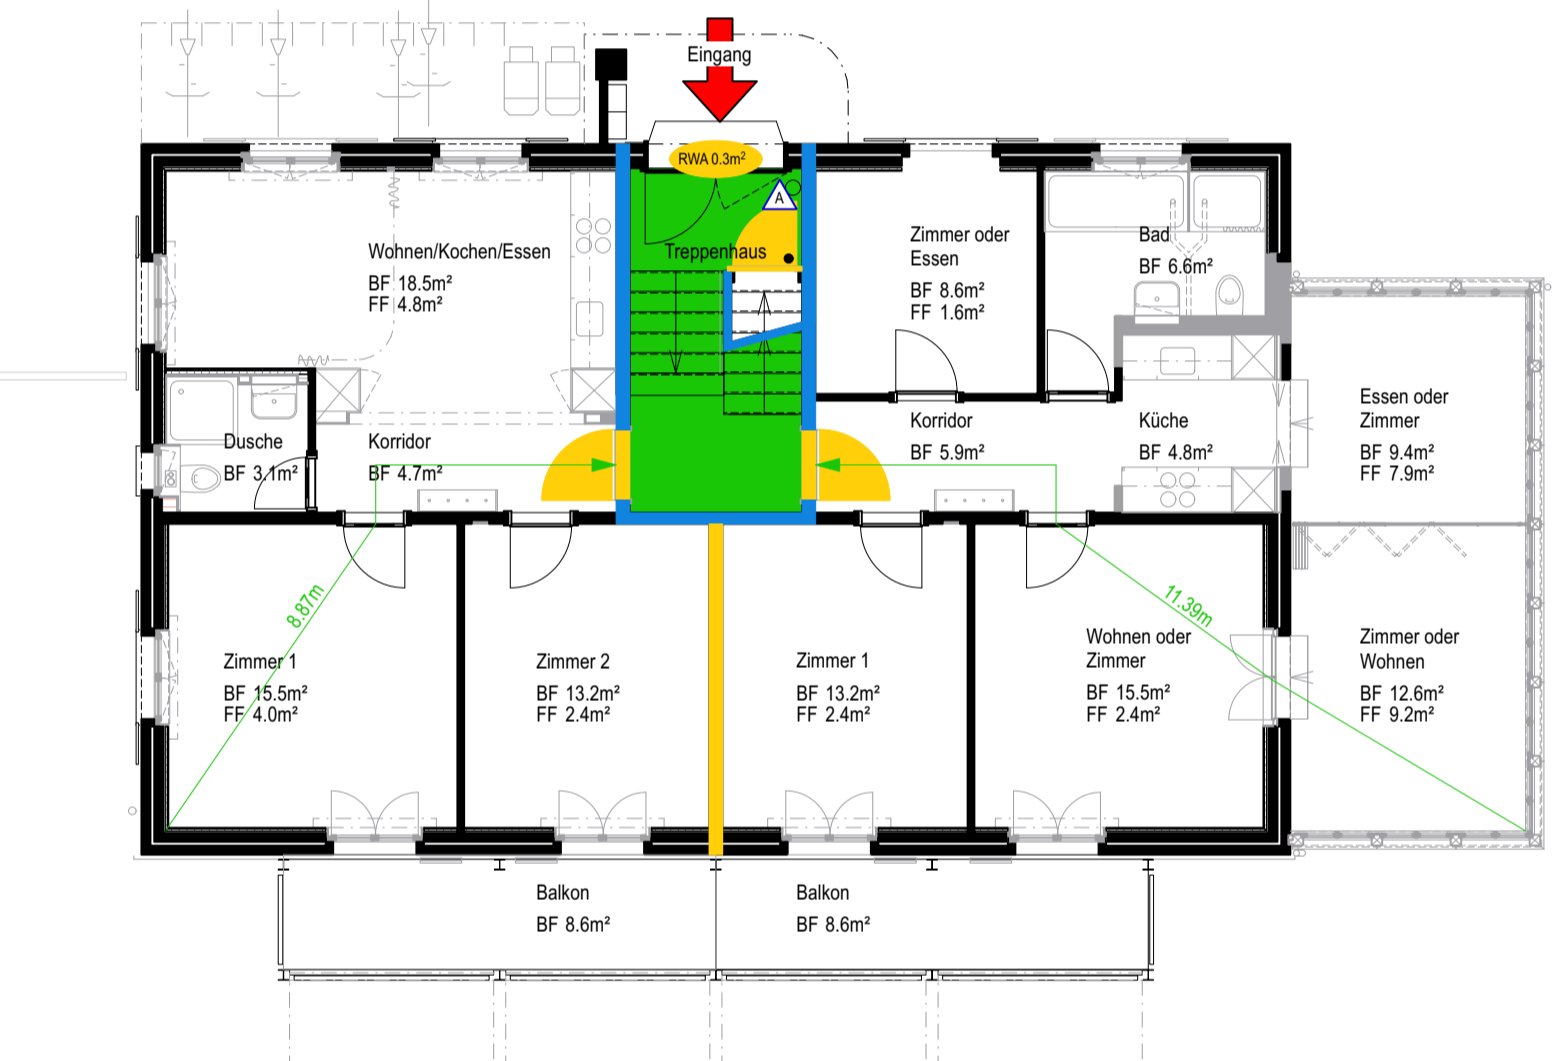 Eingang
RWA 0.3m²
A
Treppenhaus
Wohnen/Kochen/Essen
BF 18.5m²
FF 4.8m²
Zimmer oder
Essen
BF 8.6m²
FF 1.6m²
Bad
BF 6.6m²
Dusche
BF 3.1m²
Korridor
BF 4.7m²
Korridor
BF 5.9m²
Küche
BF 4.8m²
Essen oder
Zimmer
BF 9.4m²
FF 7.9m²
8.87m
11.39m
Zimmer 1
BF 15.5m²
FF 4.0m²
Zimmer 2
BF 13.2m²
FF 2.4m²
Zimmer 1
BF 13.2m²
FF 2.4m²
Wohnen oder
Zimmer
BF 15.5m²
FF 2.4m²
Zimmer oder
Wohnen
BF 12.6m²
FF 9.2m²
Balkon
BF 8.6m²
Balkon
BF 8.6m²